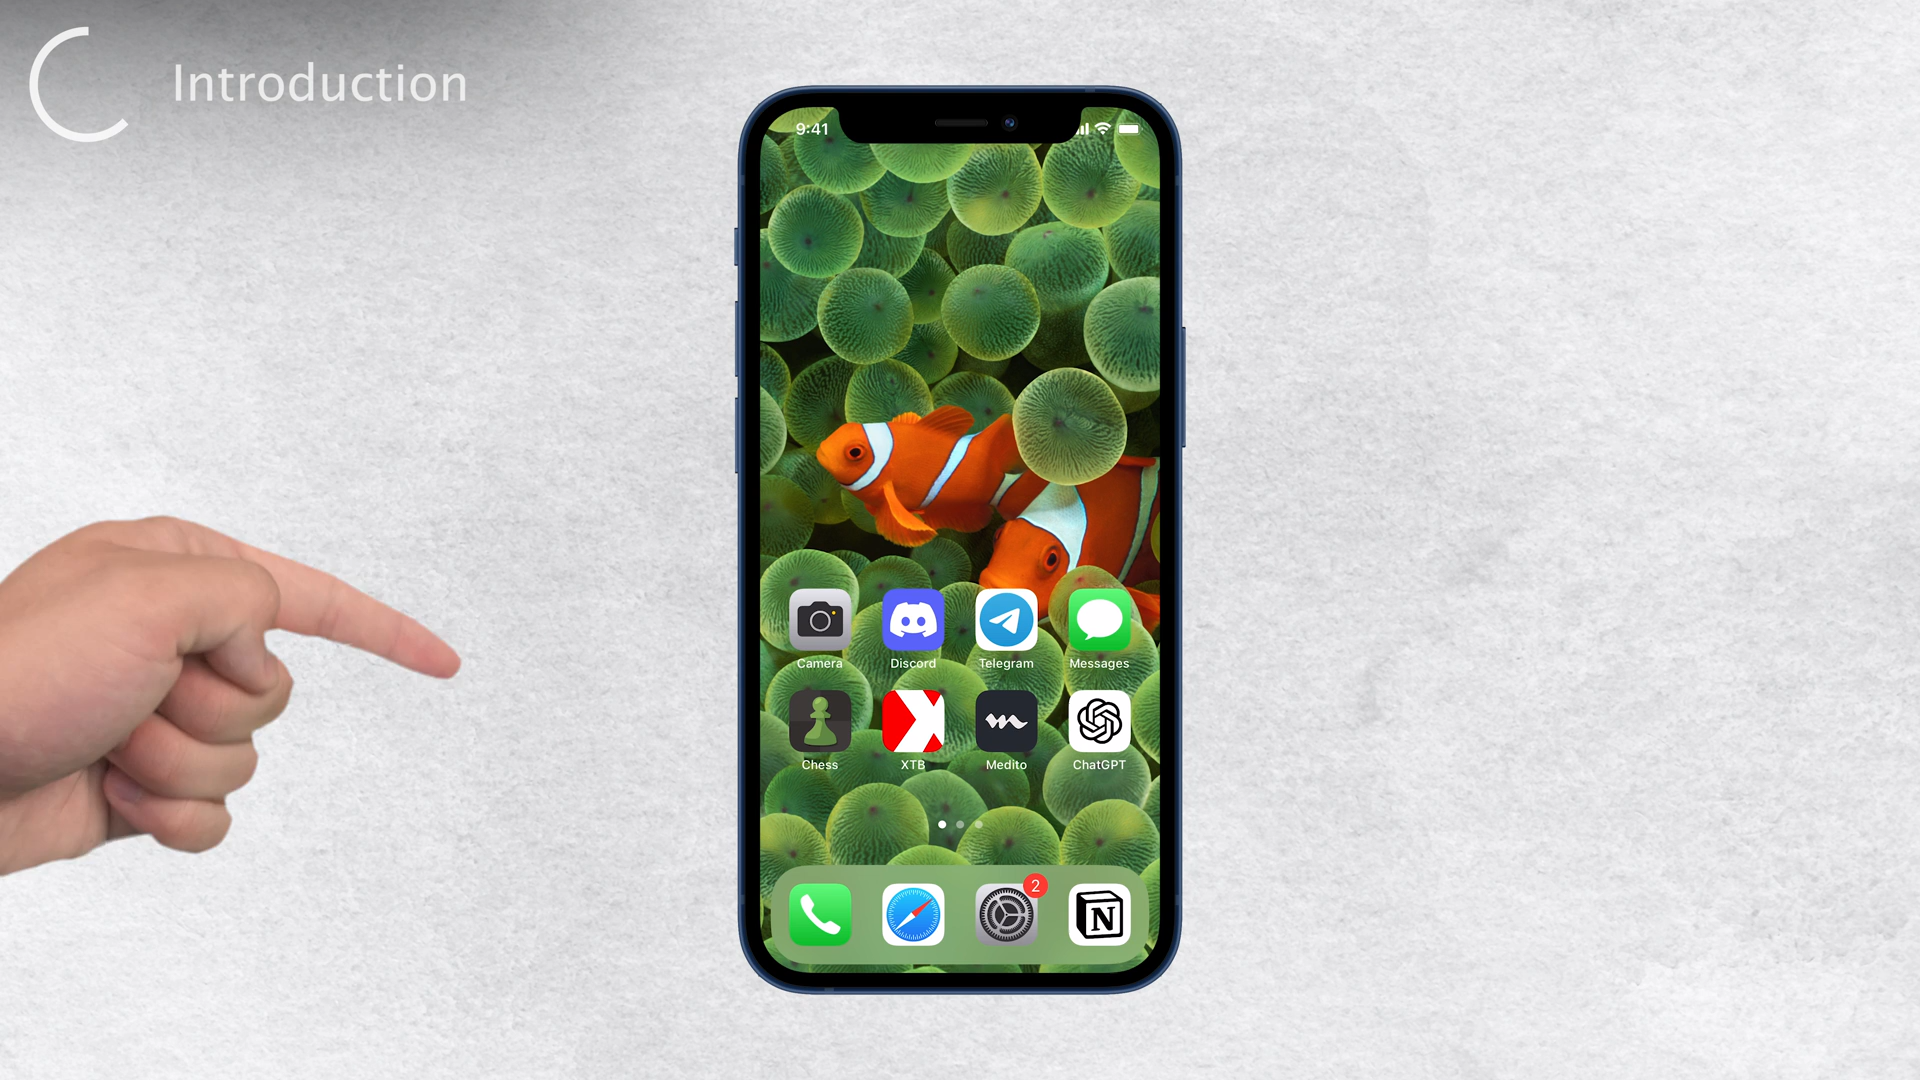 Introduction
9:41
Camera Discord Telegram Messages
Chess XTB Medito ChatGPT
2
N